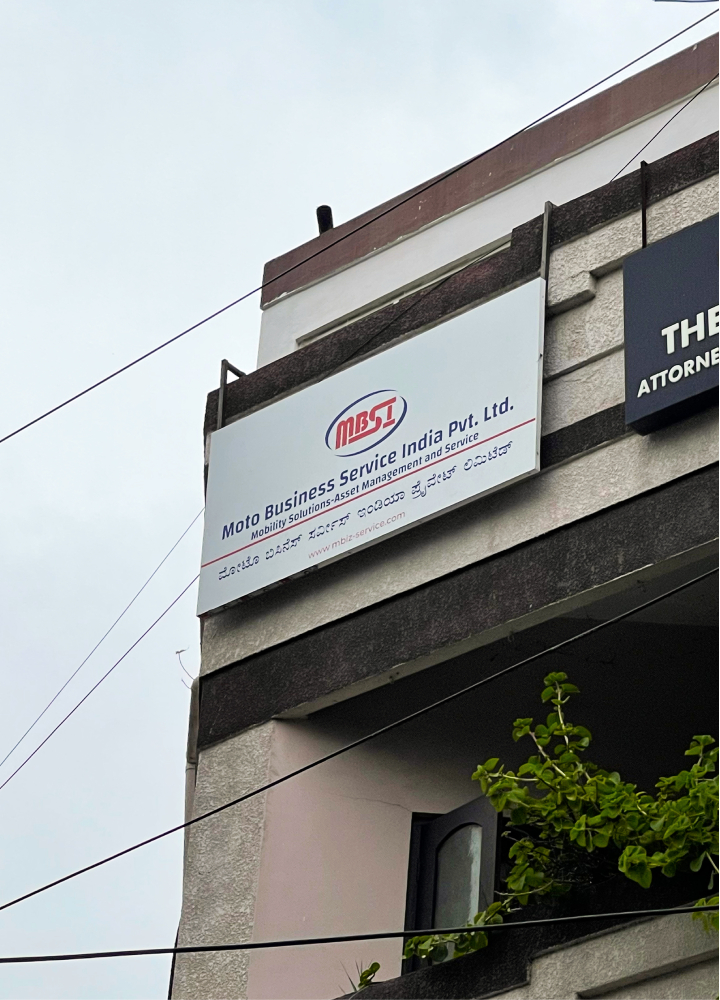 MBSI
Moto Business Service India Pvt. Ltd.
Mobility Solutions-Asset Management and Service
ಮೋಟೊ ಬಿಸಿನೆಸ್ ಸರ್ವೀಸ್ ಇಂಡಿಯಾ ಪ್ರೈವೇಟ್ ಲಿಮಿಟೆಡ್
www.mbiz-service.com
THE
ATTORNE